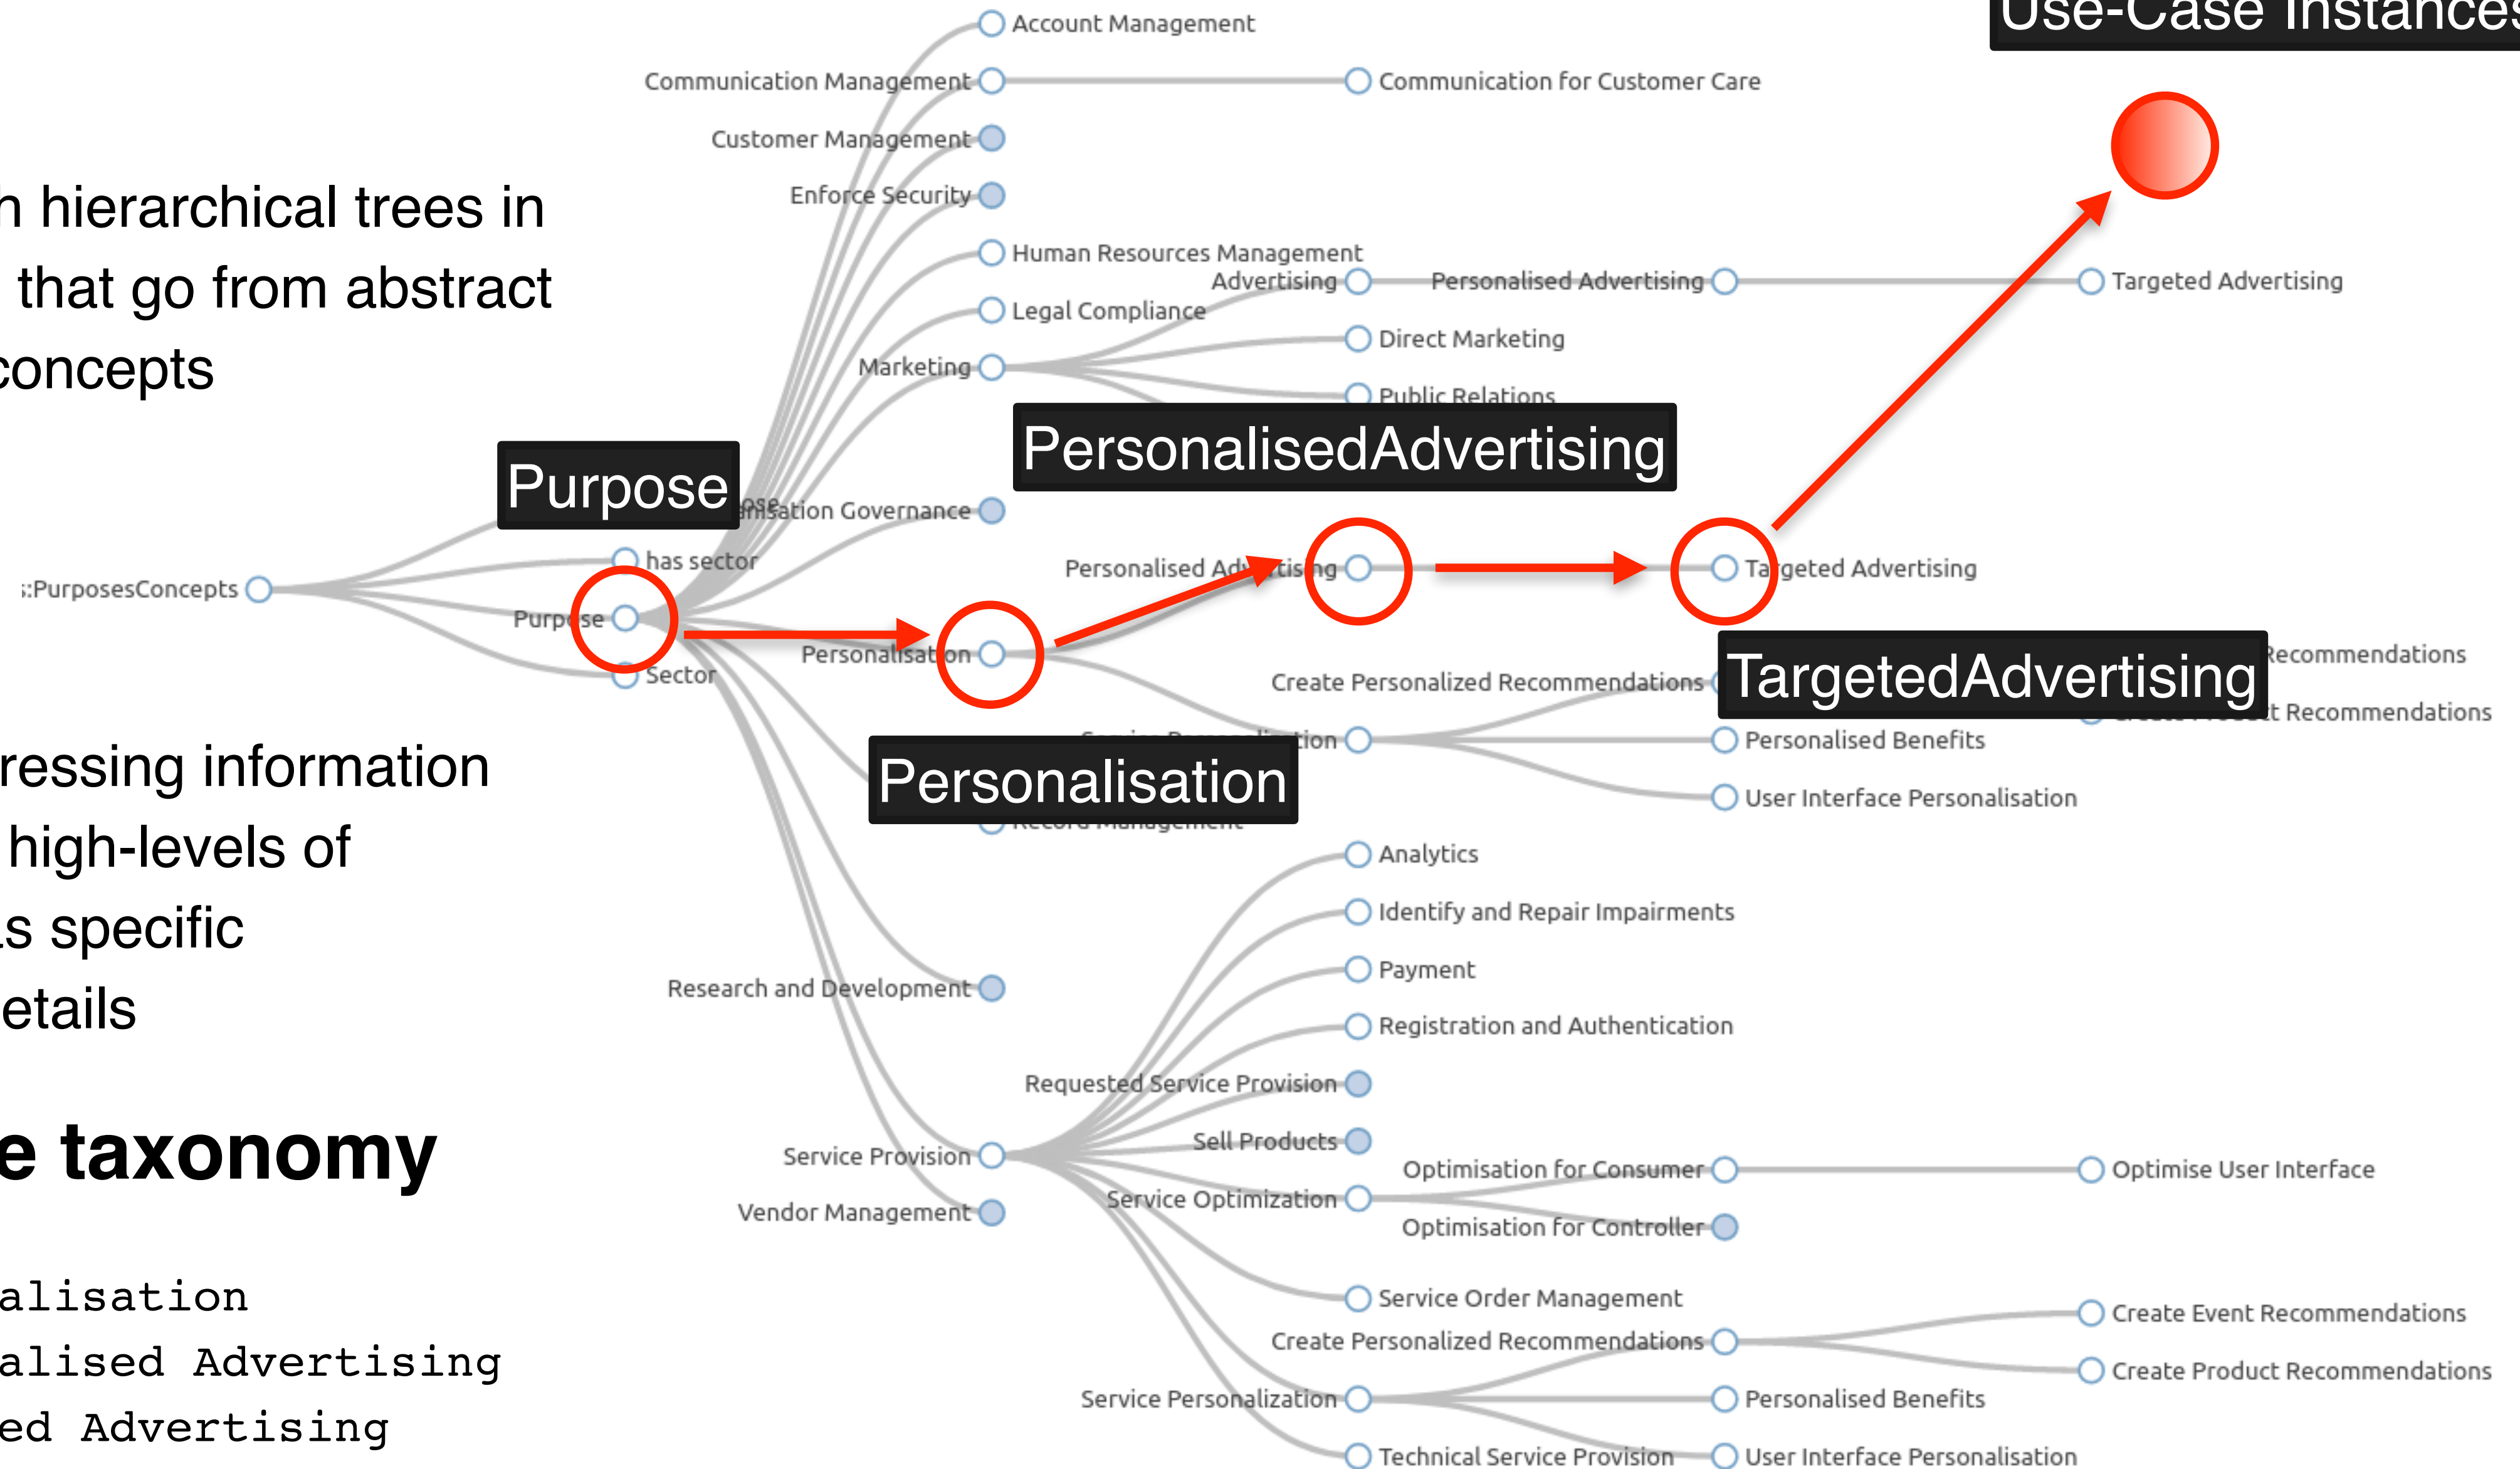 Use-Case Instances
h hierarchical trees in
that go from abstract
concepts
ressing information
high-levels of
as specific
etails
e taxonomy
alisation
alised Advertising
ed Advertising
::PurposesConcepts
has sector
Purpose
Sector
Purpose
Account Management
Communication Management
Communication for Customer Care
Customer Management
Enforce Security
Human Resources Management
Advertising
Personalised Advertising
Targeted Advertising
Legal Compliance
Direct Marketing
Marketing
Public Relations
PersonalisedAdvertising
anisation Governance
Personalised Advertising
Targeted Advertising
Personalisation
Create Personalized Recommendations
TargetedAdvertising
Recommendations
Recommendations
Personalised Benefits
Personalisation
User Interface Personalisation
Record Management
Analytics
Identify and Repair Impairments
Payment
Research and Development
Registration and Authentication
Requested Service Provision
Sell Products
Service Provision
Optimisation for Consumer
Optimise User Interface
Service Optimization
Vendor Management
Optimisation for Controller
Service Order Management
Create Event Recommendations
Create Personalized Recommendations
Create Product Recommendations
Service Personalization
Personalised Benefits
Technical Service Provision
User Interface Personalisation